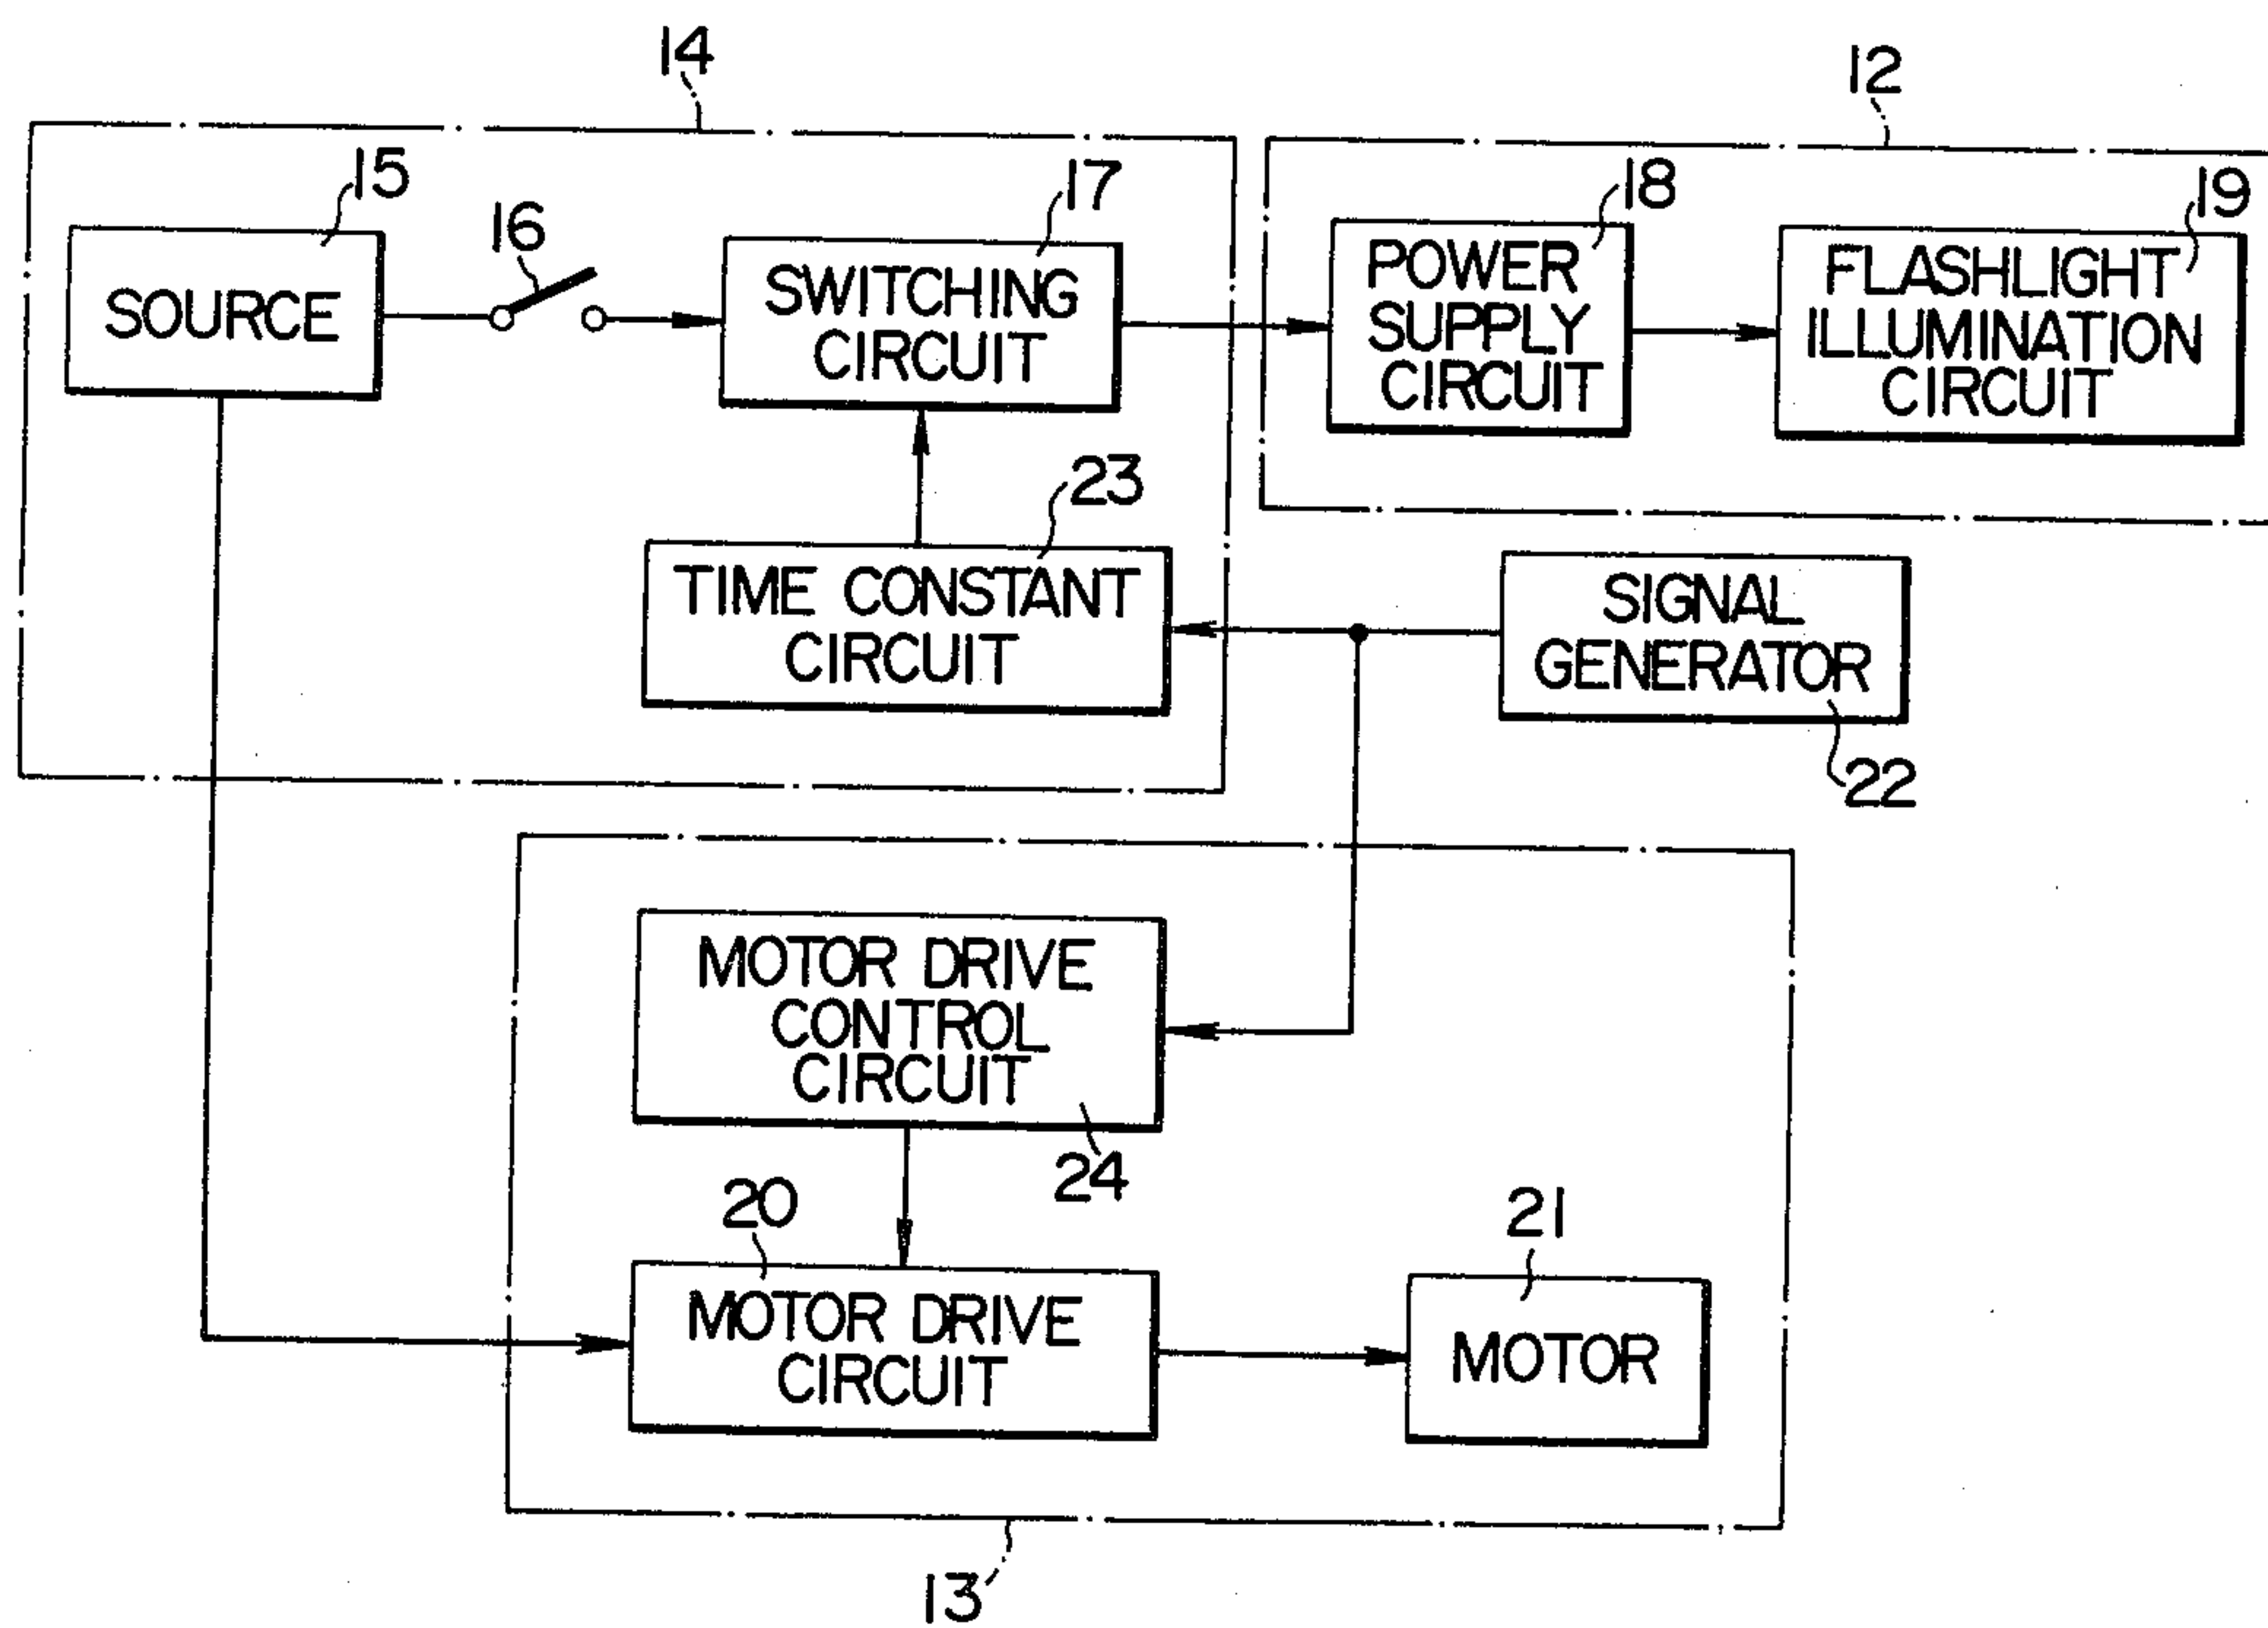 14
12
15
16
17
18
19
SOURCE
SWITCHING
CIRCUIT
POWER
SUPPLY
CIRCUIT
FLASHLIGHT
ILLUMINATION
CIRCUIT
23
TIME CONSTANT
CIRCUIT
SIGNAL
GENERATOR
22
MOTOR DRIVE
CONTROL
CIRCUIT
24
20
21
MOTOR DRIVE
CIRCUIT
MOTOR
13